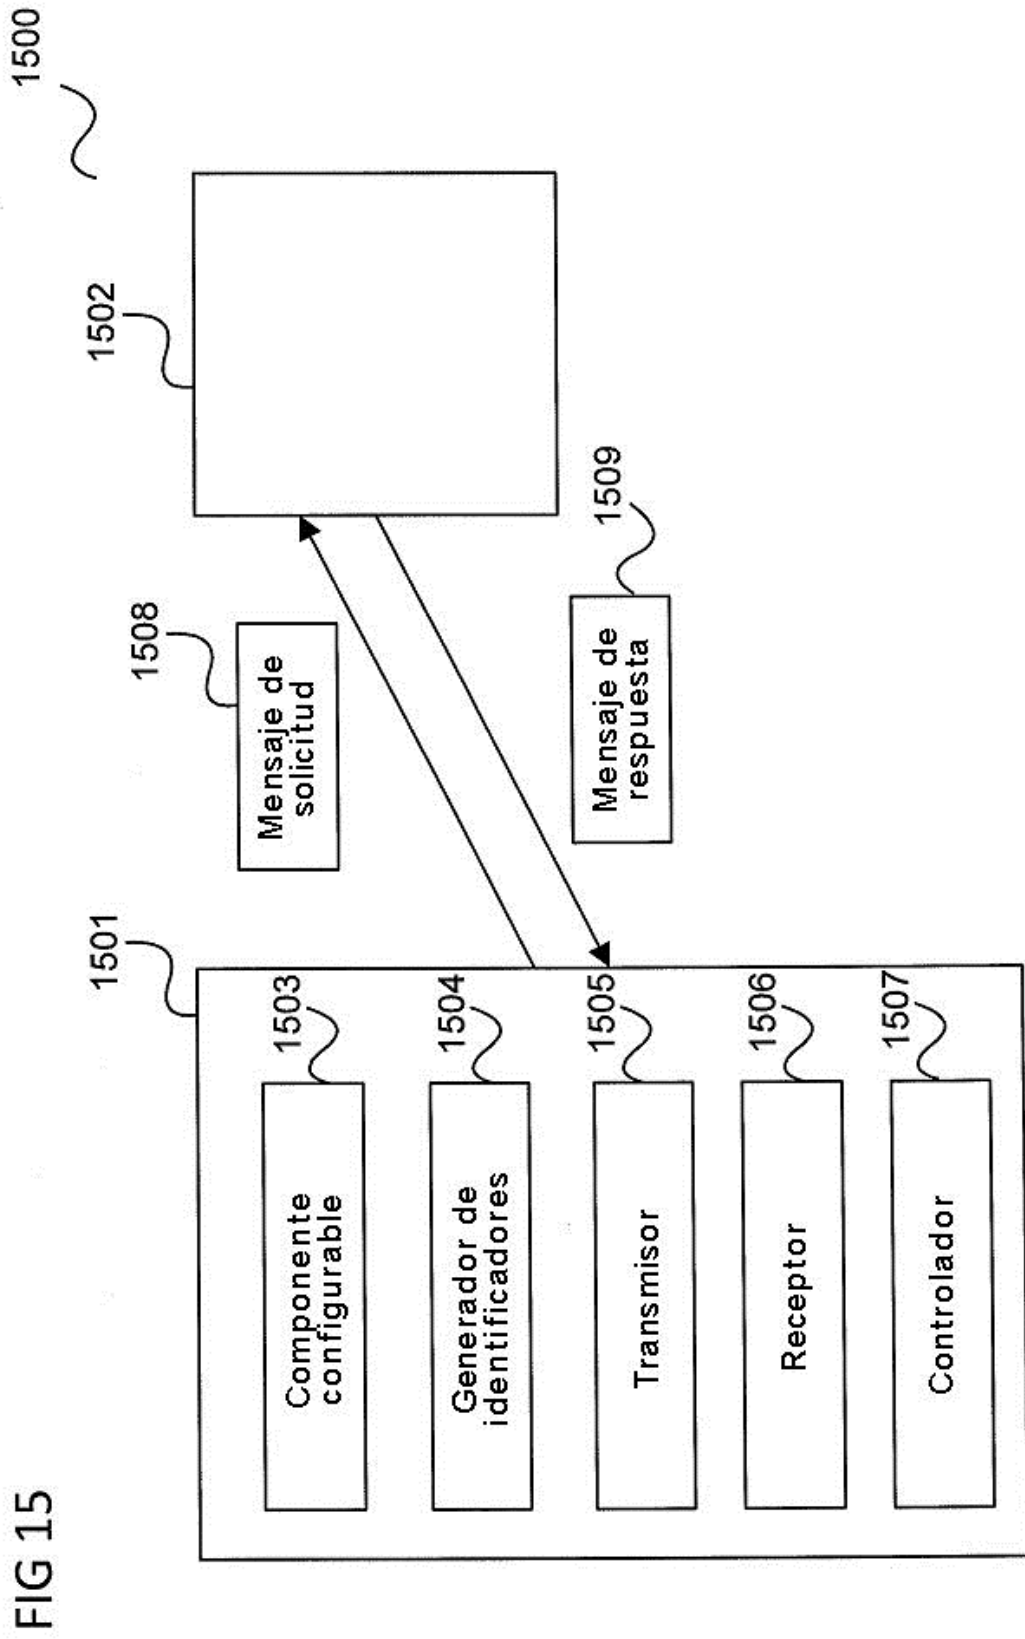 FIG 15
1500
1501
1502
1503
Componente
configurable
1504
Generador de
identificadores
1505
Transmisor
1506
Receptor
1507
Controlador
1508
Mensaje de
solicitud
1509
Mensaje de
respuesta